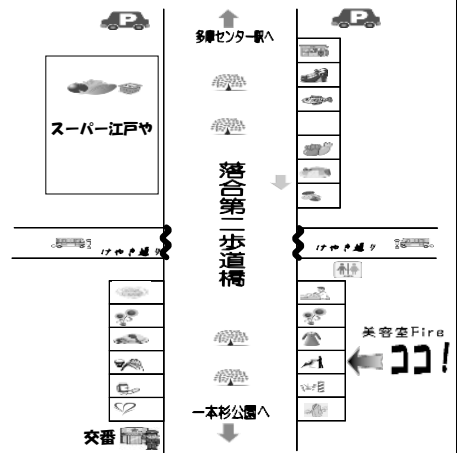 P
P
多摩センター駅へ
スーパー江戸や
落合第二歩道橋
けやき通り
けやき通り
美容室Fire
ココ!
一本杉公園へ
交番